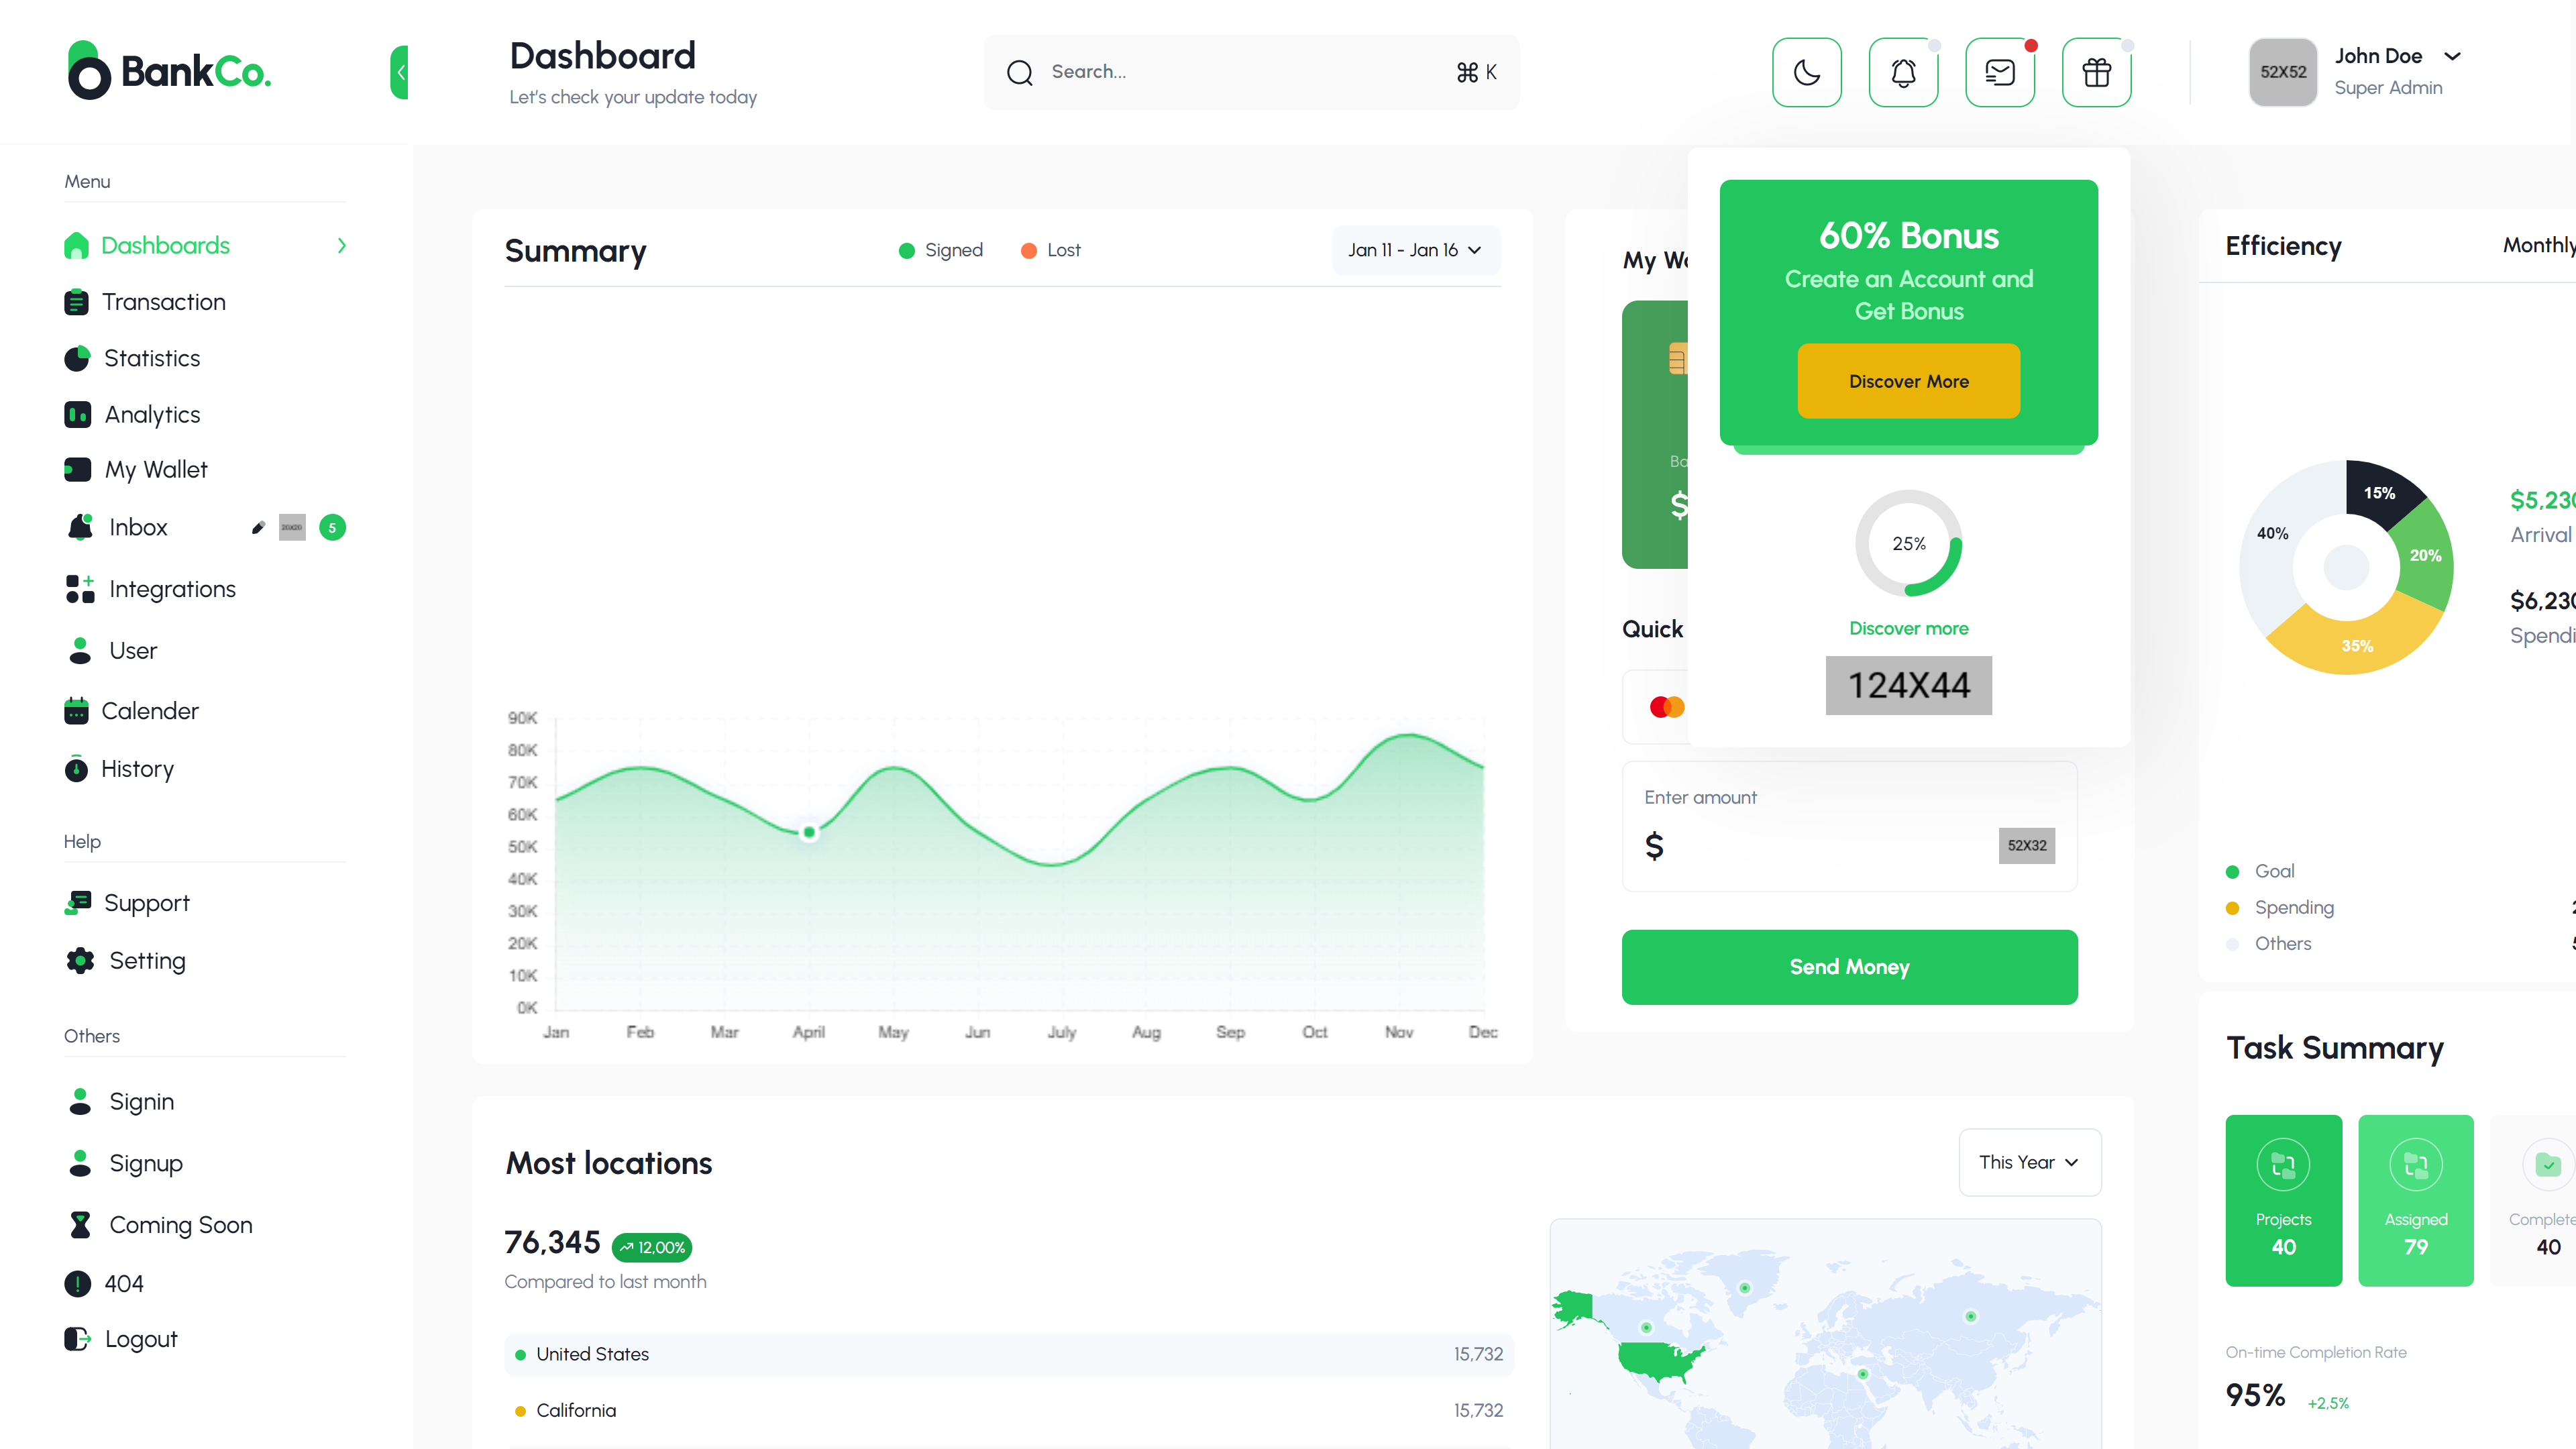 BankCo.
Dashboard
Let's check your update today
Search...
⌘ K
52X52
John Doe
Super Admin
Menu
Dashboards
Transaction
Statistics
Analytics
My Wallet
Inbox
20X20
5
Integrations
User
Calender
History
Help
Support
Setting
Others
Signin
Signup
Coming Soon
404
Logout
Summary
Signed
Lost
Jan 11 - Jan 16
90K
80K
70K
60K
50K
40K
30K
20K
10K
0K
Jan Feb Mar April May Jun July Aug Sep Oct Nov Dec
My
$
Quick
60% Bonus
Create an Account and
Get Bonus
Discover More
25%
Discover more
124X44
Enter amount
$
52X32
Send Money
Efficiency
Monthly
15%
20%
35%
40%
$5,230
Arrival
$6,230
Goal
Spending
Others
Task Summary
Projects
40
Assigned
79
40
On-time Completion Rate
95%
+2,5%
Most locations
This Year
76,345
12,00%
Compared to last month
United States 15,732
California 15,732